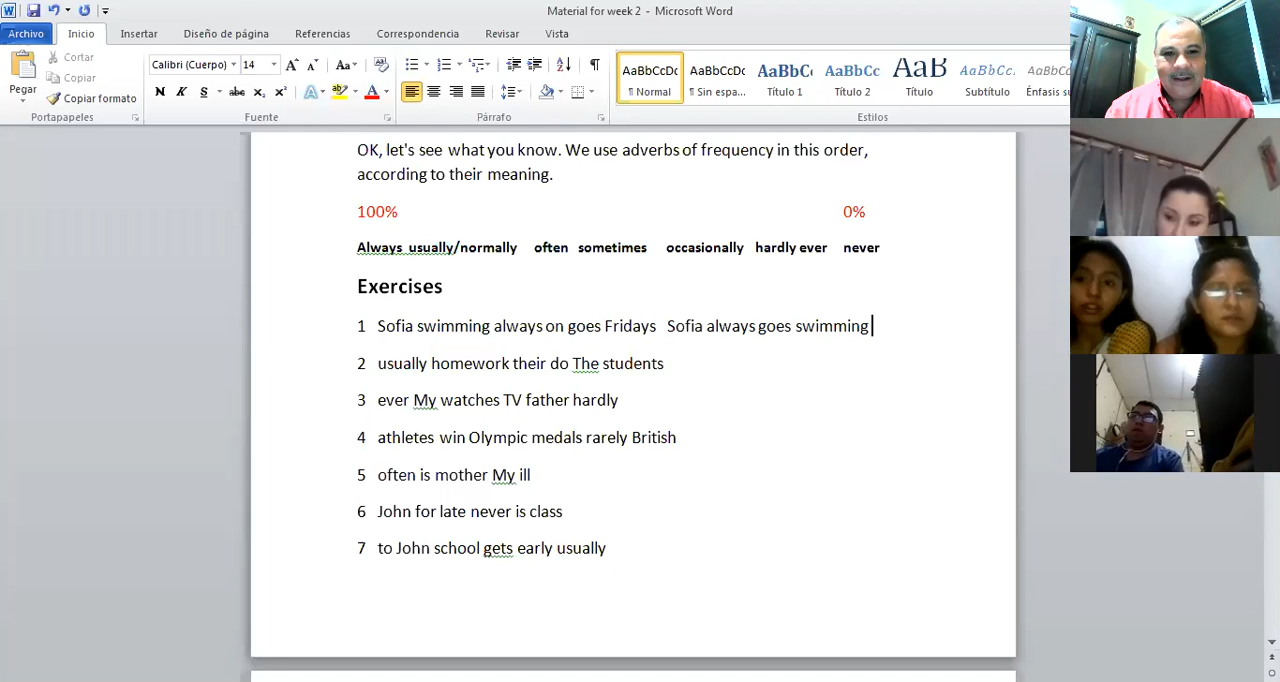 Material for week 2 - Microsoft Word
Archivo Inicio Insertar Diseño de página Referencias Correspondencia Revisar Vista
Cortar
Copiar
Copiar formato
Pegar
Portapapeles
Calibri (Cuerpo) 14
Fuente
Párrafo
AaBbCcDc AaBbCcDc AaBbC AaBbCc AaB AaBbCc AaBbCc
¶ Normal ¶ Sin espa... Título 1 Título 2 Título Subtítulo Énfasis
Estilos
OK, let's see what you know. We use adverbs of frequency in this order,
according to their meaning.
100% 0%
Always usually/normally often sometimes occasionally hardly ever never
Exercises
1 Sofia swimming always on goes Fridays Sofia always goes swimming
2 usually homework their do The students
3 ever My watches TV father hardly
4 athletes win Olympic medals rarely British
5 often is mother My ill
6 John for late never is class
7 to John school gets early usually